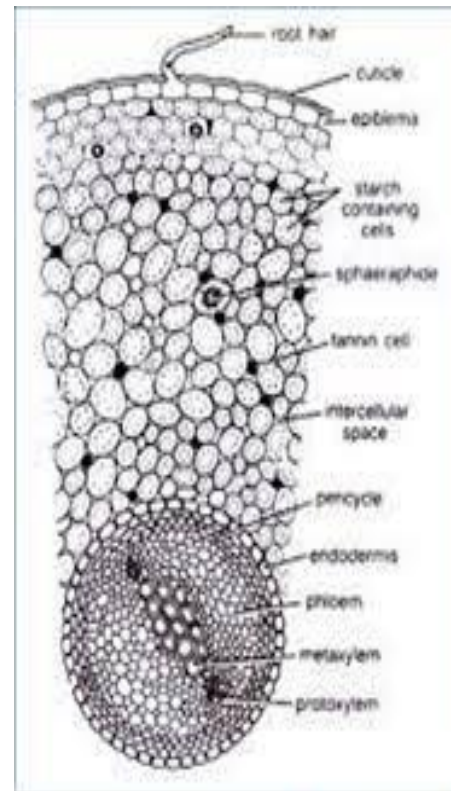 root hair
cuticle
epiblema
starch
containing
cells
sphaeraphide
tannin cell
intercellular
space
pericycle
endodermis
phloem
metaxylem
protoxylem